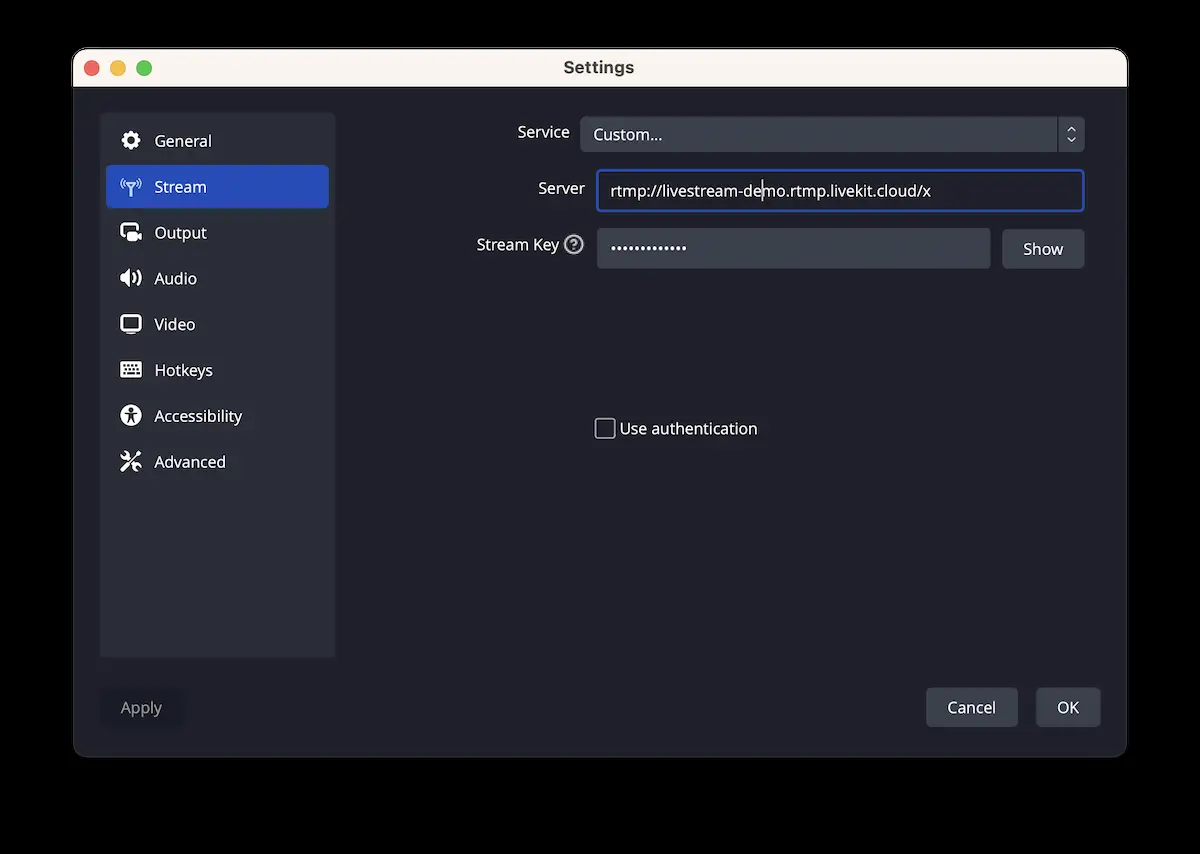 Settings
General
Stream
Output
Audio
Video
Hotkeys
Accessibility
Advanced
Service
Custom...
Server
rtmp://livestream-demo.rtmp.livekit.cloud/x
Stream Key ?
•••••••••••••
Show
Use authentication
Apply
Cancel
OK